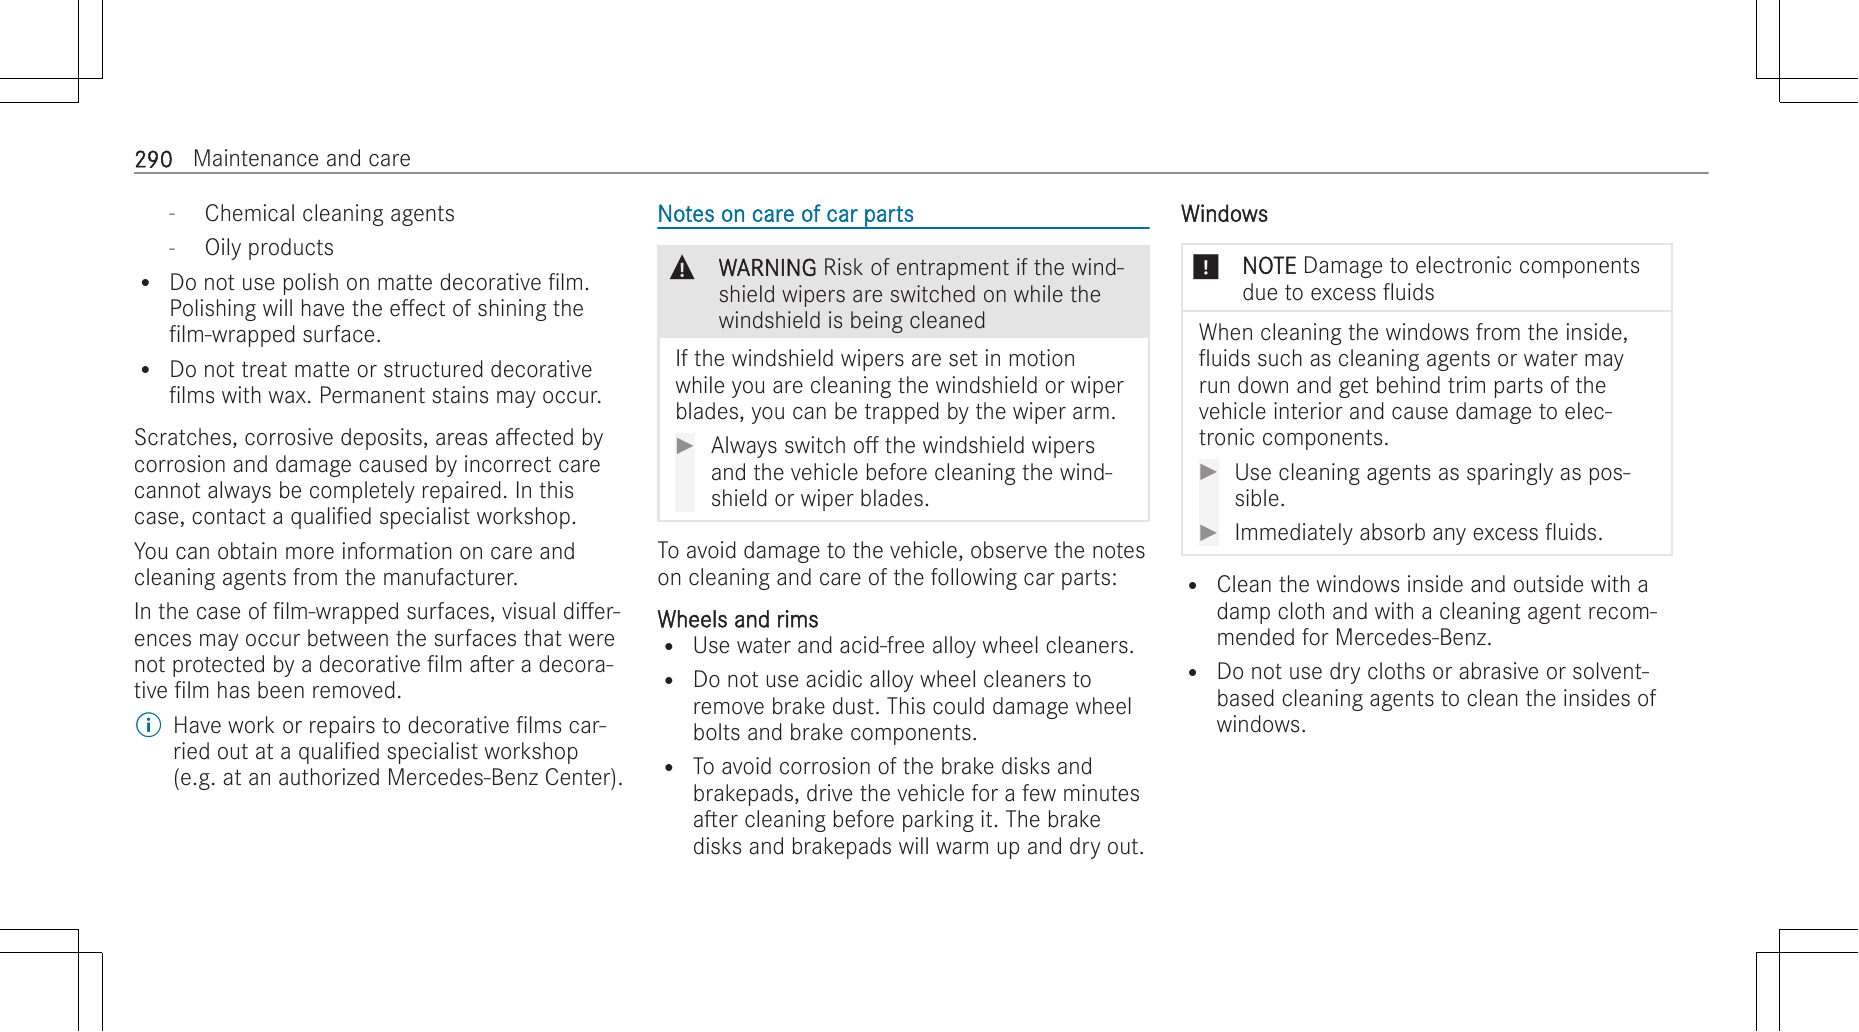 290 Maintenance and care
- Chemical cleaning agents
- Oily products
• Do not use polish on matte decorative film.
Polishing will have the effect of shining the
film-wrapped surface.
• Do not treat matte or structured decorative
films with wax. Permanent stains may occur.
Scratches, corrosive deposits, areas affected by
corrosion and damage caused by incorrect care
cannot always be completely repaired. In this
case, contact a qualified specialist workshop.
You can obtain more information on care and
cleaning agents from the manufacturer.
In the case of film-wrapped surfaces, visual differ-
ences may occur between the surfaces that were
not protected by a decorative film after a decora-
tive film has been removed.
Have work or repairs to decorative films car-
ried out at a qualified specialist workshop
(e.g. at an authorized Mercedes-Benz Center).
Notes on care of car parts
WARNING Risk of entrapment if the wind-
shield wipers are switched on while the
windshield is being cleaned
If the windshield wipers are set in motion
while you are cleaning the windshield or wiper
blades, you can be trapped by the wiper arm.
▶ Always switch off the windshield wipers
and the vehicle before cleaning the wind-
shield or wiper blades.
To avoid damage to the vehicle, observe the notes
on cleaning and care of the following car parts:
Wheels and rims
• Use water and acid-free alloy wheel cleaners.
• Do not use acidic alloy wheel cleaners to
remove brake dust. This could damage wheel
bolts and brake components.
• To avoid corrosion of the brake disks and
brakepads, drive the vehicle for a few minutes
after cleaning before parking it. The brake
disks and brakepads will warm up and dry out.
Windows
NOTE Damage to electronic components
due to excess fluids
When cleaning the windows from the inside,
fluids such as cleaning agents or water may
run down and get behind trim parts of the
vehicle interior and cause damage to elec-
tronic components.
▶ Use cleaning agents as sparingly as pos-
sible.
▶ Immediately absorb any excess fluids.
• Clean the windows inside and outside with a
damp cloth and with a cleaning agent recom-
mended for Mercedes-Benz.
• Do not use dry cloths or abrasive or solvent-
based cleaning agents to clean the insides of
windows.